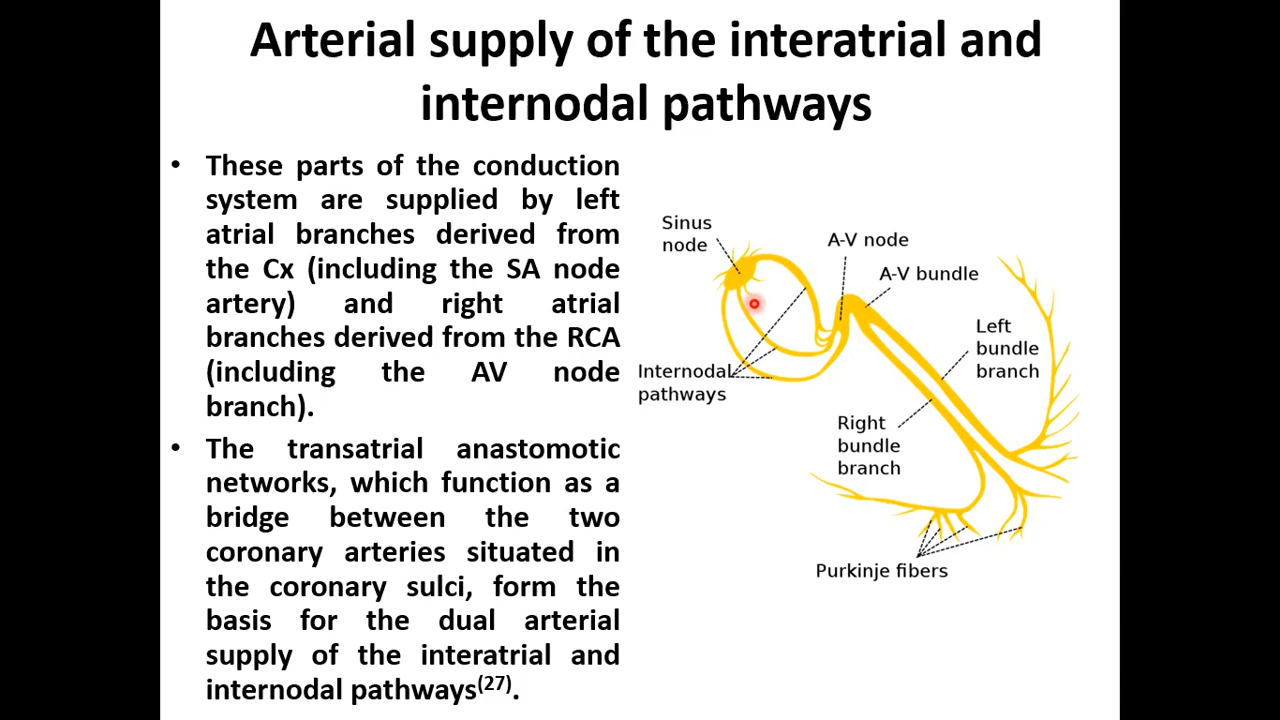 Arterial supply of the interatrial and
internodal pathways
• These parts of the conduction
system are supplied by left
atrial branches derived from
the Cx (including the SA node
artery) and right atrial
branches derived from the RCA
(including the AV node
branch).
• The transatrial anastomotic
networks, which function as a
bridge between the two
coronary arteries situated in
the coronary sulci, form the
basis for the dual arterial
supply of the interatrial and
internodal pathways(27).
Sinus
node
A-V node
A-V bundle
Left
bundle
branch
Internodal
pathways
Right
bundle
branch
Purkinje fibers